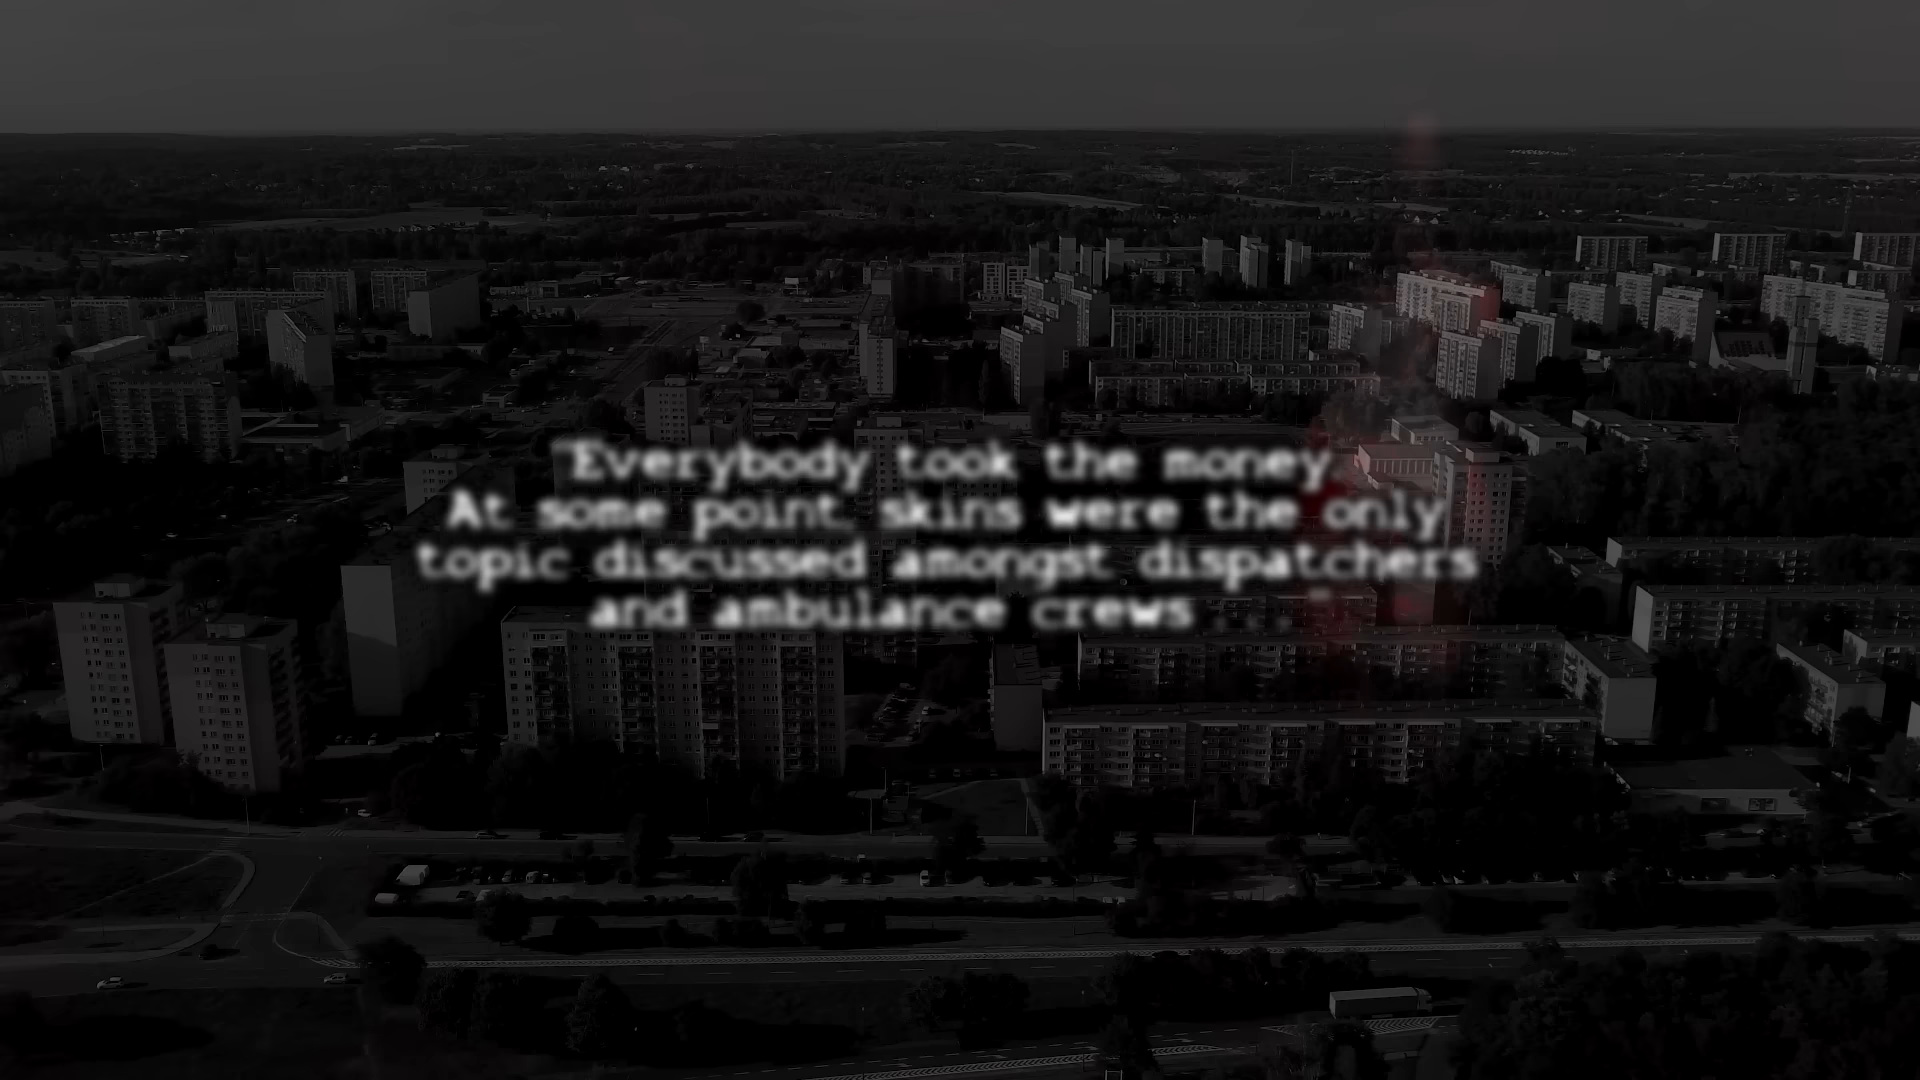 "Everybody took the money.
At some point, skins were the only
topic discussed amongst dispatchers
and ambulance crews ..."